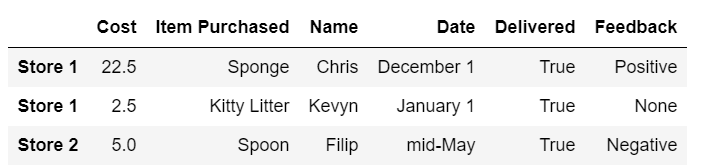 Cost Item Purchased Name Date Delivered Feedback
Store 1 22.5 Sponge Chris December 1 True Positive
Store 1 2.5 Kitty Litter Kevyn January 1 True None
Store 2 5.0 Spoon Filip mid-May True Negative